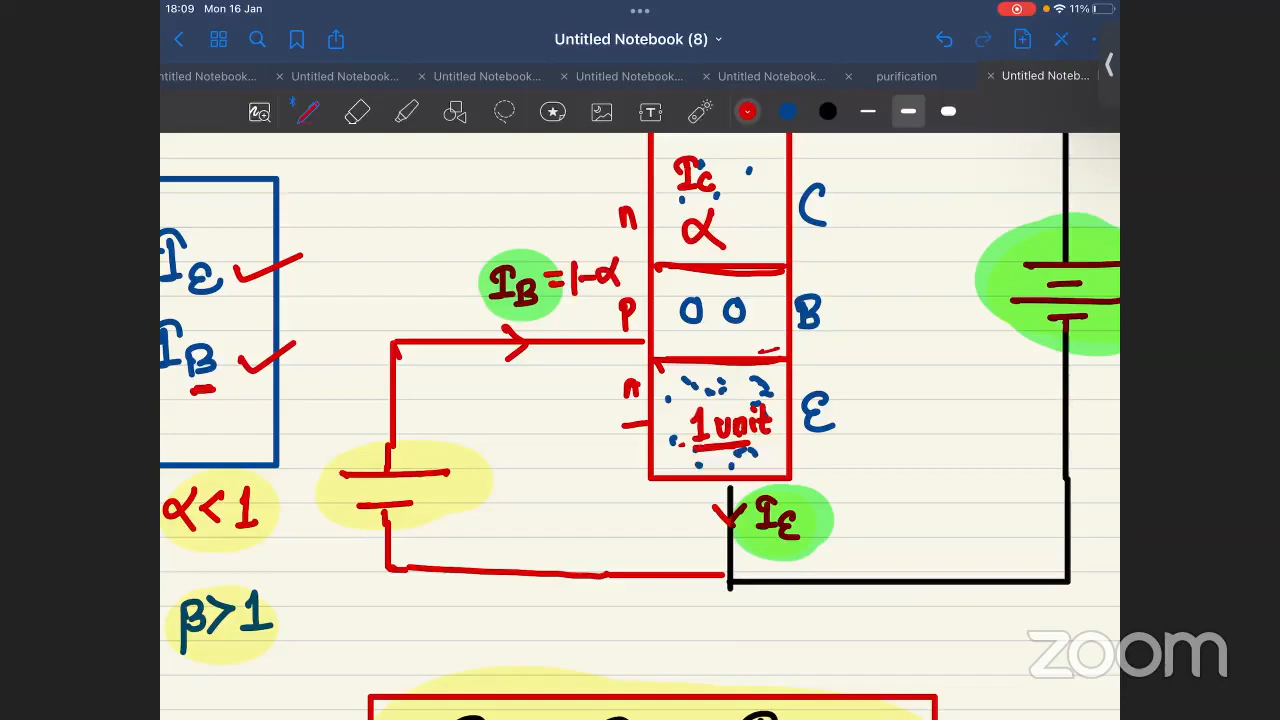 18:09 Mon 16 Jan
11%
Untitled Notebook (8)
ntitled Notebook... Untitled Notebook... Untitled Notebook... Untitled Notebook... Untitled Notebook... purification Untitled Noteb...
T
Ic
C
n
α
IE
IB = 1-α
P
B
IB
n
1 unit
E
α<<1
IE
β>1
zoom